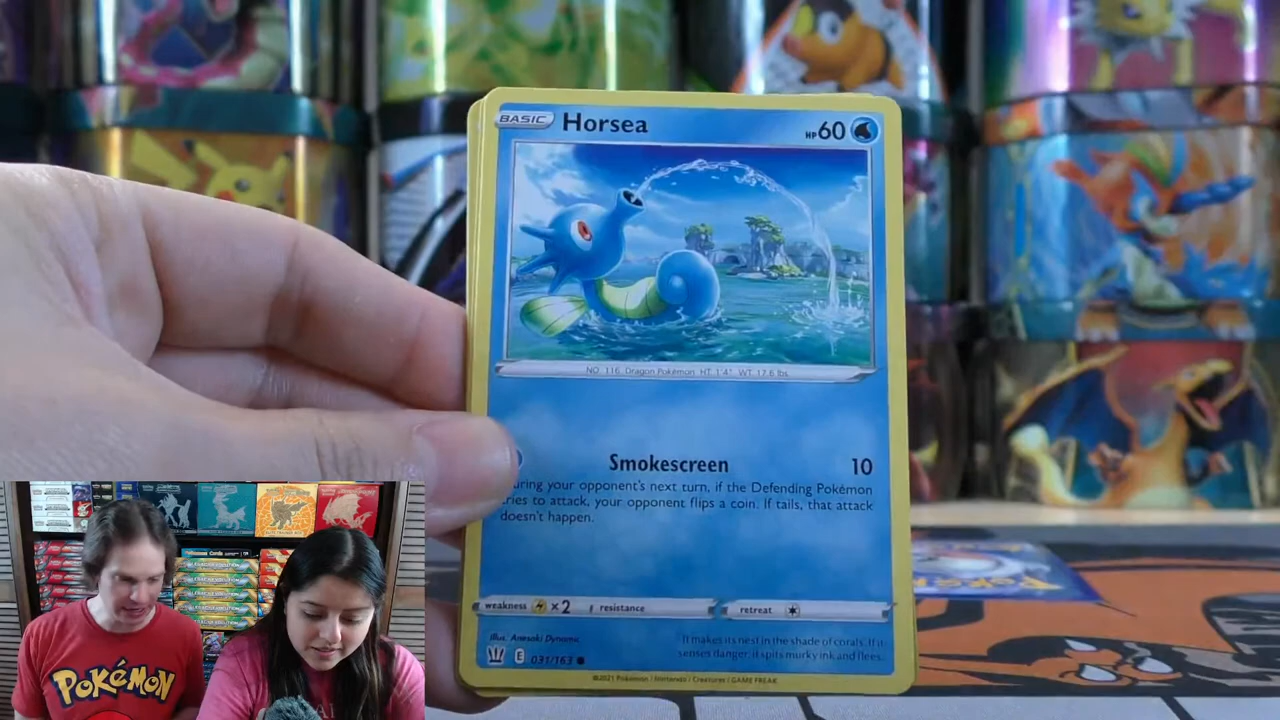 BASIC Horsea HP60
NO. 116 Dragon Pokémon HT: 1'4" WT: 17.6 lbs.
Smokescreen 10
uring your opponent's next turn, if the Defending Pokémon
ries to attack, your opponent flips a coin. If tails, that attack
doesn't happen.
weakness ×2 resistance retreat
Illus. Anesaki Dynamic
It makes its nest in the shade of corals. If it
senses danger, it spits murky ink and flees.
E 031/163
©2021 Pokémon / Nintendo / Creatures / GAME FREAK
POKéMON